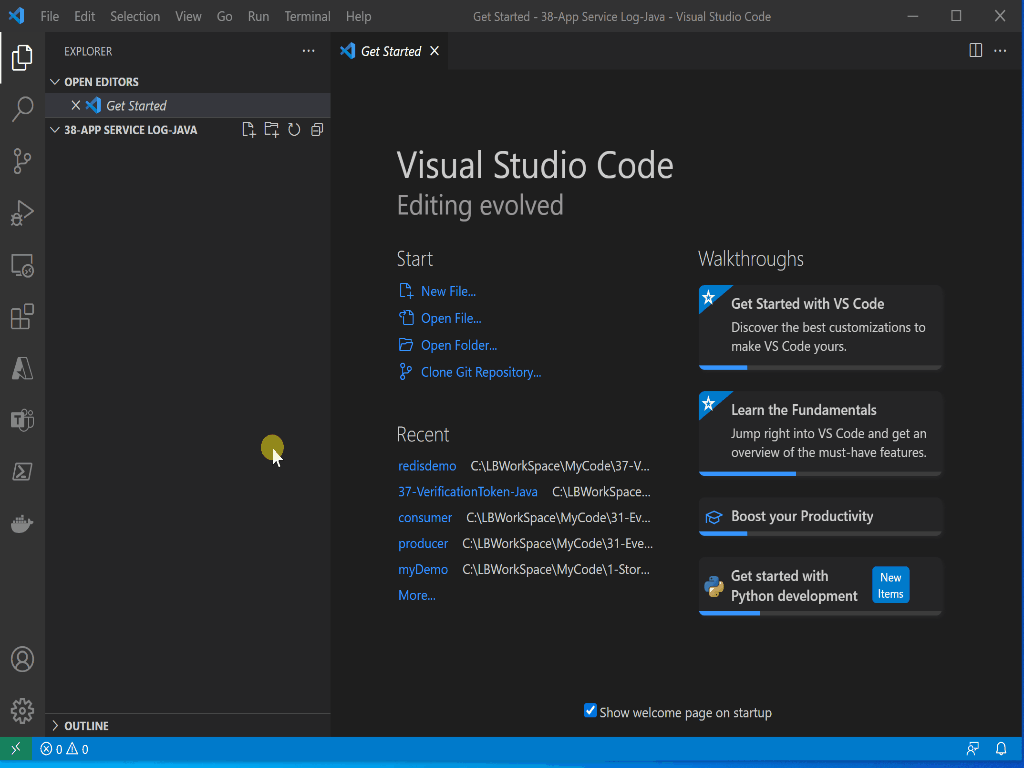 File Edit Selection View Go Run Terminal Help
Get Started - 38-App Service Log-Java - Visual Studio Code
EXPLORER
Get Started
OPEN EDITORS
Get Started
38-APP SERVICE LOG-JAVA
Visual Studio Code
Editing evolved
Start
New File...
Open File...
Open Folder...
Clone Git Repository...
Recent
redisdemo C:\LBWorkSpace\MyCode\37-V...
37-VerificationToken-Java C:\LBWorkSpace...
consumer C:\LBWorkSpace\MyCode\31-Ev...
producer C:\LBWorkSpace\MyCode\31-Eve...
myDemo C:\LBWorkSpace\MyCode\1-Stor...
More...
Walkthroughs
Get Started with VS Code
Discover the best customizations to
make VS Code yours.
Learn the Fundamentals
Jump right into VS Code and get an
overview of the must-have features.
Boost your Productivity
Get started with
Python development
New
Items
Show welcome page on startup
OUTLINE
0 0